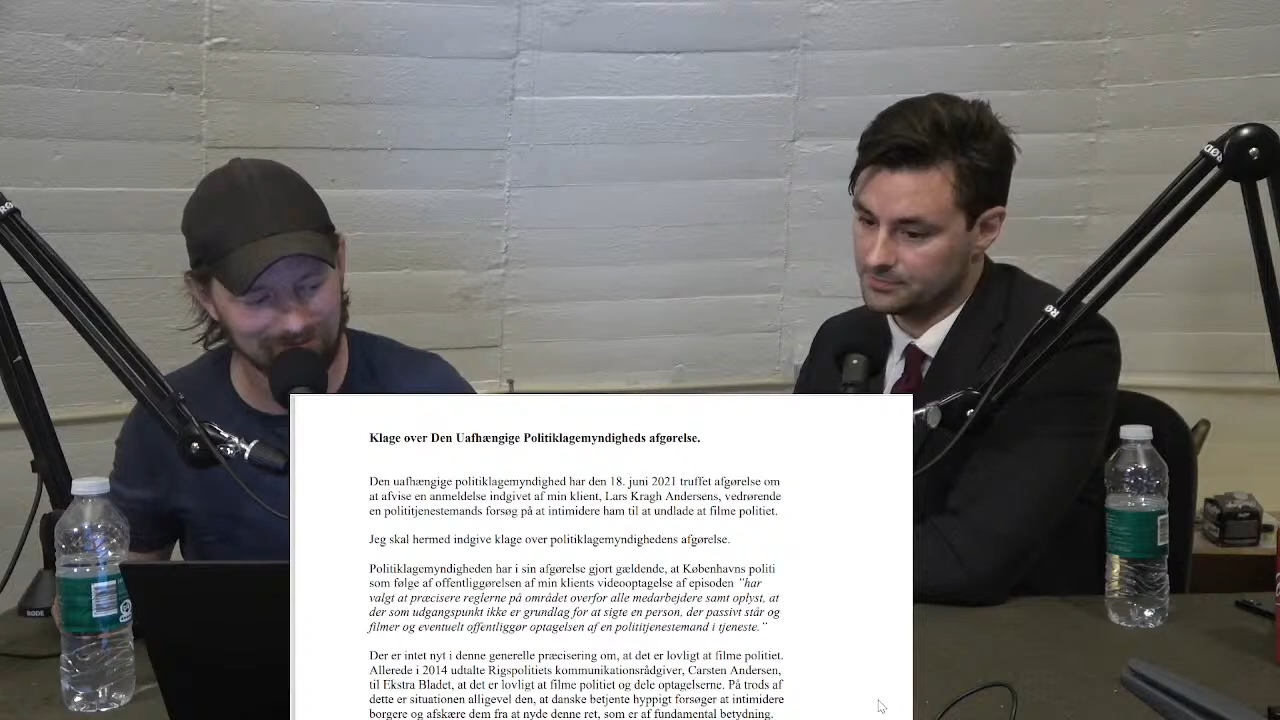 Klage over Den Uafhængige Politiklagemyndigheds afgørelse.
Den uafhængige politiklagemyndighed har den 18. juni 2021 truffet afgørelse om
at afvise en anmeldelse indgivet af min klient, Lars Kragh Andersens, vedrørende
en polititjenestemands forsøg på at intimidere ham til at undlade at filme politiet.
Jeg skal hermed indgive klage over politiklagemyndighedens afgørelse.
Politiklagemyndigheden har i sin afgørelse gjort gældende, at Københavns politi
som følge af offentliggørelsen af min klients videooptagelse af episoden "har
valgt at præcisere reglerne på området overfor alle medarbejdere samt oplyst, at
der som udgangspunkt ikke er grundlag for at sigte en person, der passivt står og
filmer og eventuelt offentliggør optagelsen af en polititjenestemand i tjeneste."
Der er intet nyt i denne generelle præcisering om, at det er lovligt at filme politiet.
Allerede i 2014 udtalte Rigspolitiets kommunikationsrådgiver, Carsten Andersen,
til Ekstra Bladet, at det er lovligt at filme politiet og dele optagelserne. På trods af
dette er situationen alligevel den, at danske betjente hyppigt forsøger at intimidere
borgere og afskære dem fra at nyde denne ret, som er af fundamental betydning.
RØDE